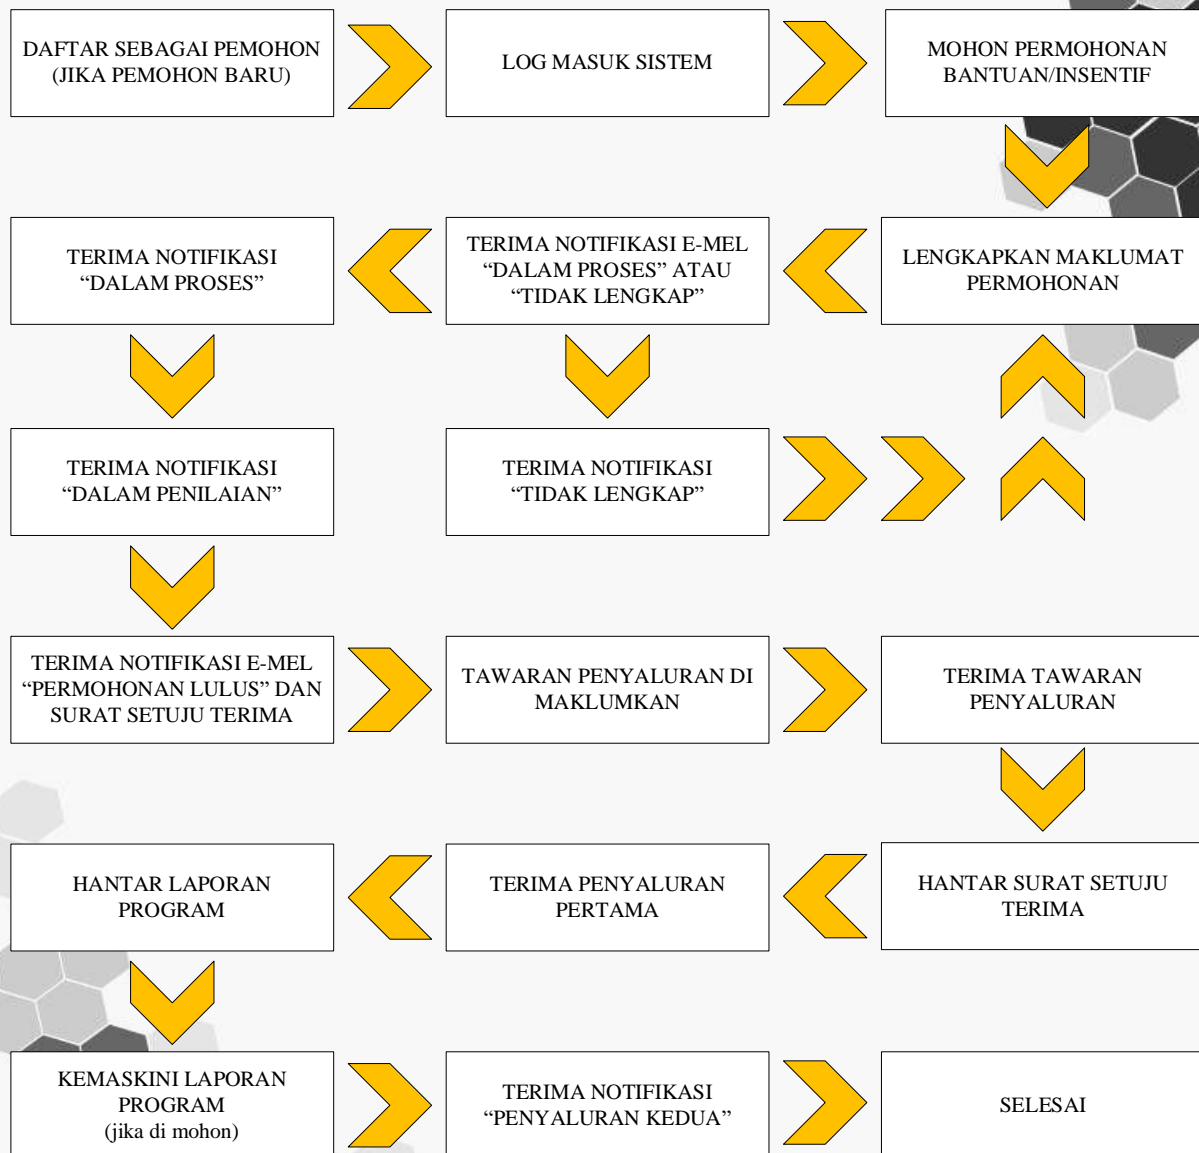 DAFTAR SEBAGAI PEMOHON
(JIKA PEMOHON BARU)
LOG MASUK SISTEM
MOHON PERMOHONAN
BANTUAN/INSENTIF
LENGKAPKAN MAKLUMAT
PERMOHONAN
TERIMA NOTIFIKASI E-MEL
“DALAM PROSES” ATAU
“TIDAK LENGKAP”
TERIMA NOTIFIKASI
“DALAM PROSES”
TERIMA NOTIFIKASI
“TIDAK LENGKAP”
TERIMA NOTIFIKASI
“DALAM PENILAIAN”
TERIMA NOTIFIKASI E-MEL
“PERMOHONAN LULUS” DAN
SURAT SETUJU TERIMA
TAWARAN PENYALURAN DI
MAKLUMKAN
TERIMA TAWARAN
PENYALURAN
HANTAR SURAT SETUJU
TERIMA
TERIMA PENYALURAN
PERTAMA
HANTAR LAPORAN
PROGRAM
KEMASKINI LAPORAN
PROGRAM
(jika di mohon)
TERIMA NOTIFIKASI
“PENYALURAN KEDUA”
SELESAI